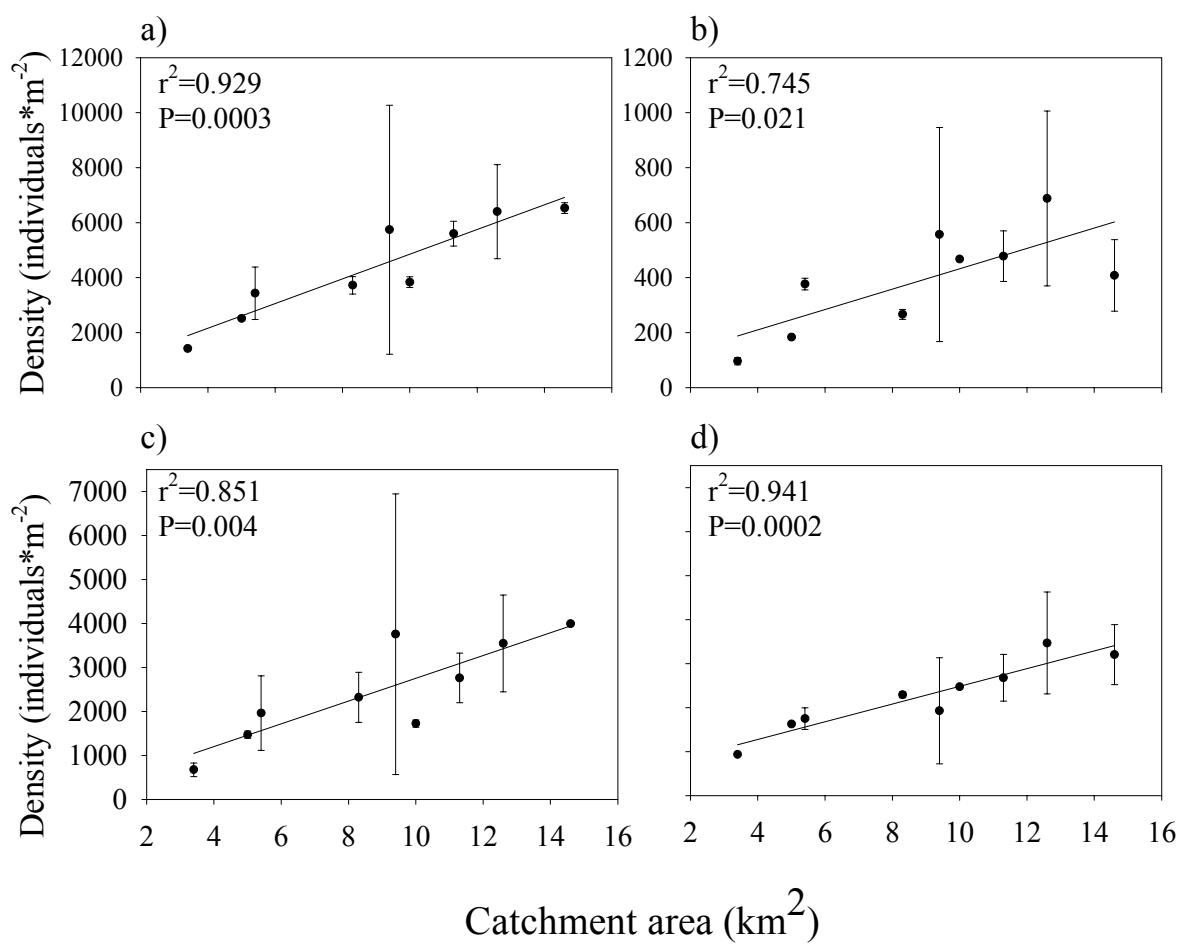 a)
b)
12000
10000
8000
6000
4000
2000
0
r²=0.929
P=0.0003
1200
1000
800
600
400
200
0
r²=0.745
P=0.021
Density (individuals*m⁻²)
c)
d)
7000
6000
5000
4000
3000
2000
1000
0
r²=0.851
P=0.004
r²=0.941
P=0.0002
Density (individuals*m⁻²)
2 4 6 8 10 12 14 16
2 4 6 8 10 12 14 16
Catchment area (km²)